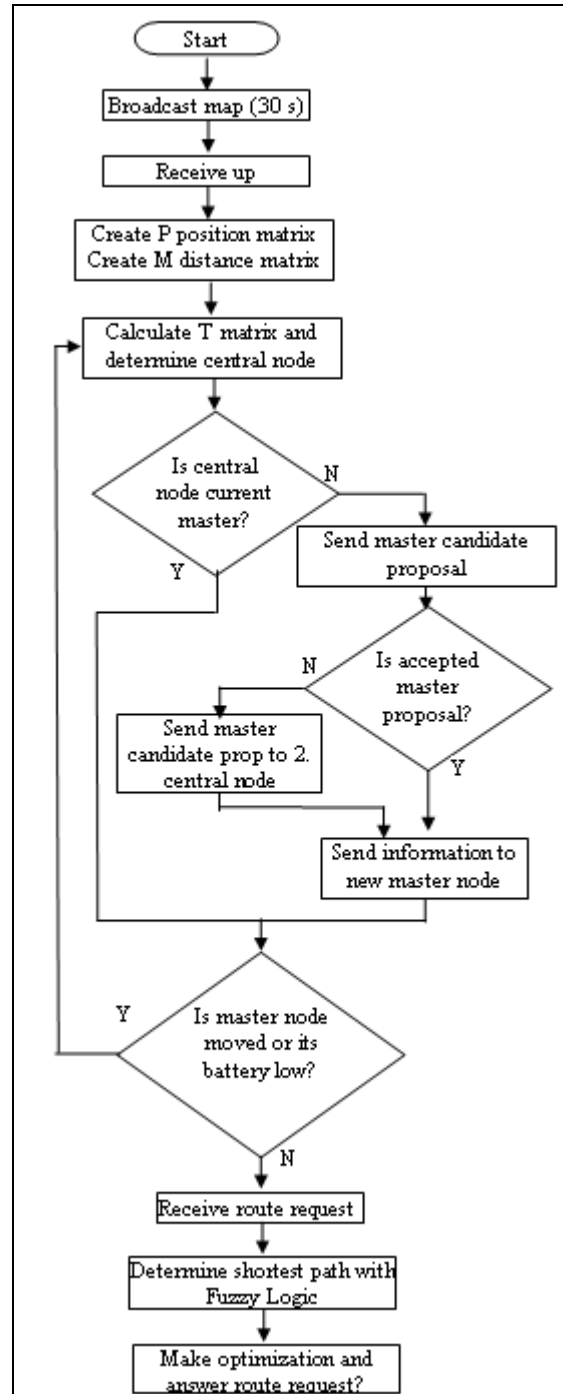 Start
Broadcast map (30 s)
Receive up
Create P position matrix
Create M distance matrix
Calculate T matrix and
determine central node
Is central
node current
master?
N
Y
Send master candidate
proposal
Is accepted
master
proposal?
N
Y
Send master
candidate prop to 2.
central node
Send information to
new master node
Is master node
moved or its
battery low?
Y
N
Receive route request
Determine shortest path with
Fuzzy Logic
Make optimization and
answer route request?